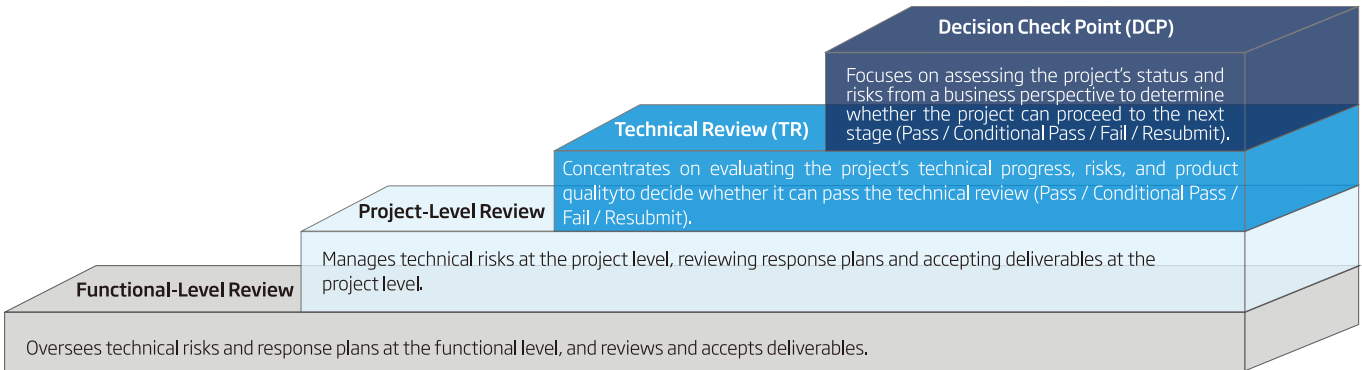 Decision Check Point (DCP)
Focuses on assessing the project's status and
risks from a business perspective to determine
whether the project can proceed to the next
stage (Pass / Conditional Pass / Fail / Resubmit).
Technical Review (TR)
Concentrates on evaluating the project's technical progress, risks, and product
qualityto decide whether it can pass the technical review (Pass / Conditional Pass /
Fail / Resubmit).
Project-Level Review
Manages technical risks at the project level, reviewing response plans and accepting deliverables at the
project level.
Functional-Level Review
Oversees technical risks and response plans at the functional level, and reviews and accepts deliverables.